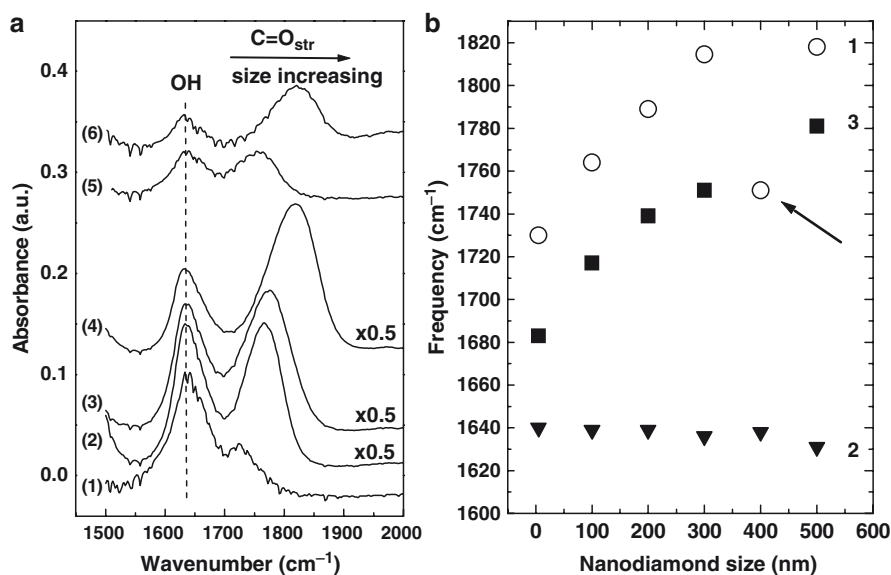 a
C=Ostr
size increasing
OH
(6)
(5)
(4)
x0.5
(3)
x0.5
(2)
x0.5
(1)
0.4
0.3
0.2
0.1
0.0
Absorbance (a.u.)
1500 1600 1700 1800 1900 2000
Wavenumber (cm−1)
b
1
3
2
1820
1800
1780
1760
1740
1720
1700
1680
1660
1640
1620
1600
Frequency (cm−1)
0 100 200 300 400 500 600
Nanodiamond size (nm)